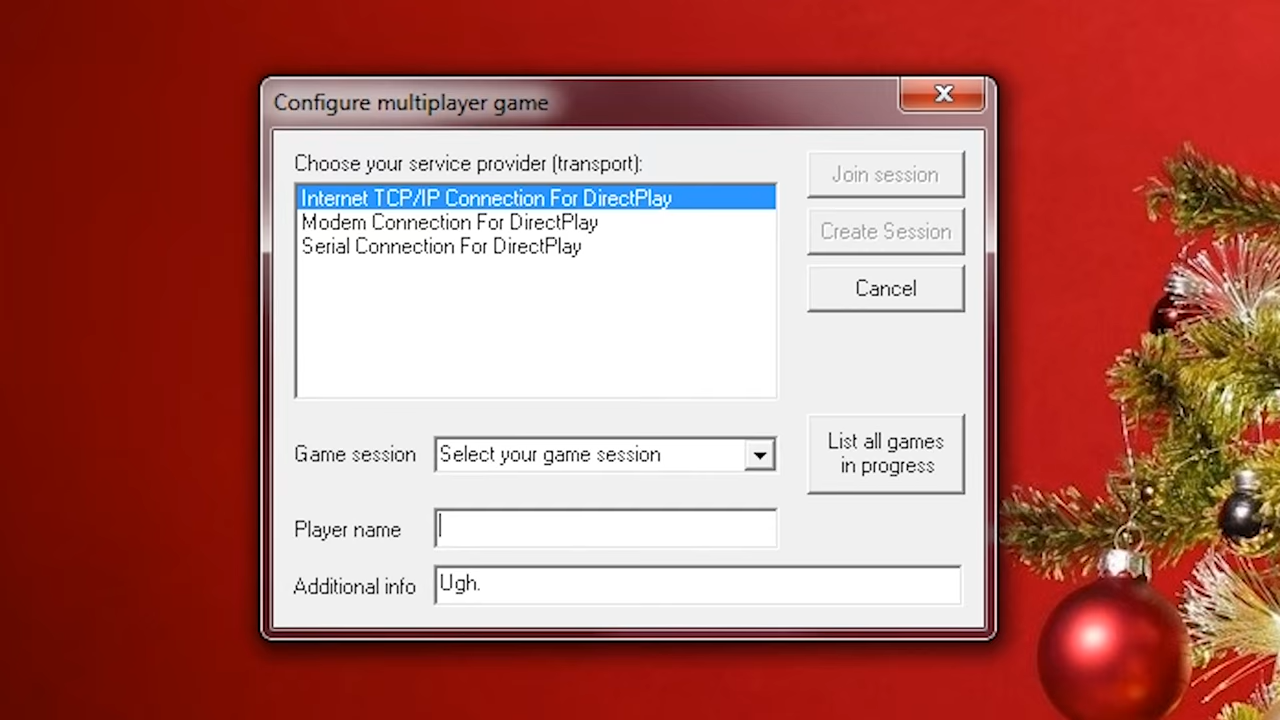 Configure multiplayer game
Choose your service provider (transport):
Internet TCP/IP Connection For DirectPlay
Modem Connection For DirectPlay
Serial Connection For DirectPlay
Join session
Create Session
Cancel
List all games
in progress
Game session
Select your game session
Player name
Additional info
Ugh.